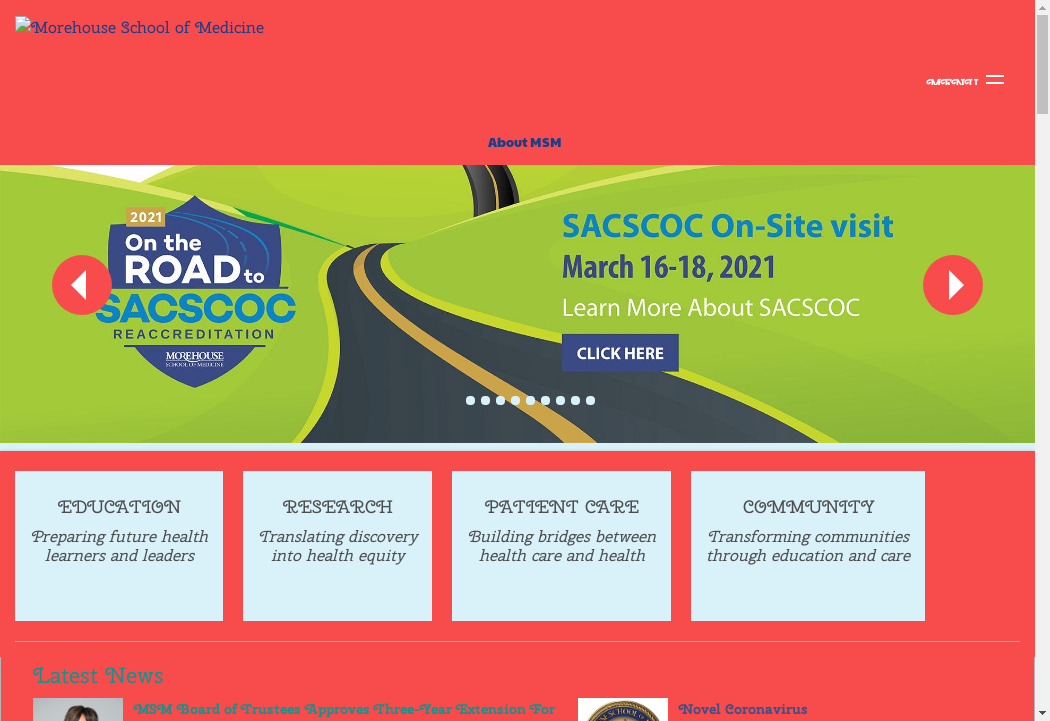 Morehouse School of Medicine
About MSM
2021
On the
ROAD to
SACSCOC
REACCREDITATION
MOREHOUSE
SCHOOL OF MEDICINE
SACSCOC On-Site visit
March 16-18, 2021
Learn More About SACSCOC
CLICK HERE
EDUCATION
Preparing future health
learners and leaders
RESEARCH
Translating discovery
into health equity
PATIENT CARE
Building bridges between
health care and health
COMMUNITY
Transforming communities
through education and care
Latest News
MSM Board of Trustees Approves Three-Year Extension For
Novel Coronavirus